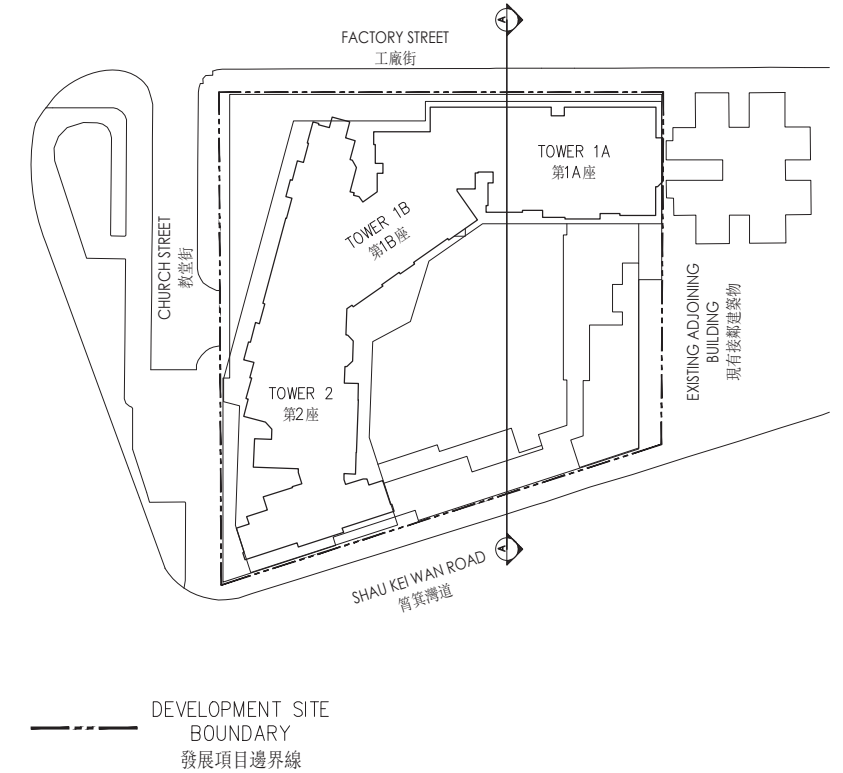 A
FACTORY STREET
工廠街
TOWER 1A
第1A座
TOWER 1B
第1B座
CHURCH STREET
教堂街
EXISTING ADJOINING
BUILDING
現有接鄰建築物
TOWER 2
第2座
A
SHAU KEI WAN ROAD
筲箕灣道
DEVELOPMENT SITE
BOUNDARY
發展項目邊界線